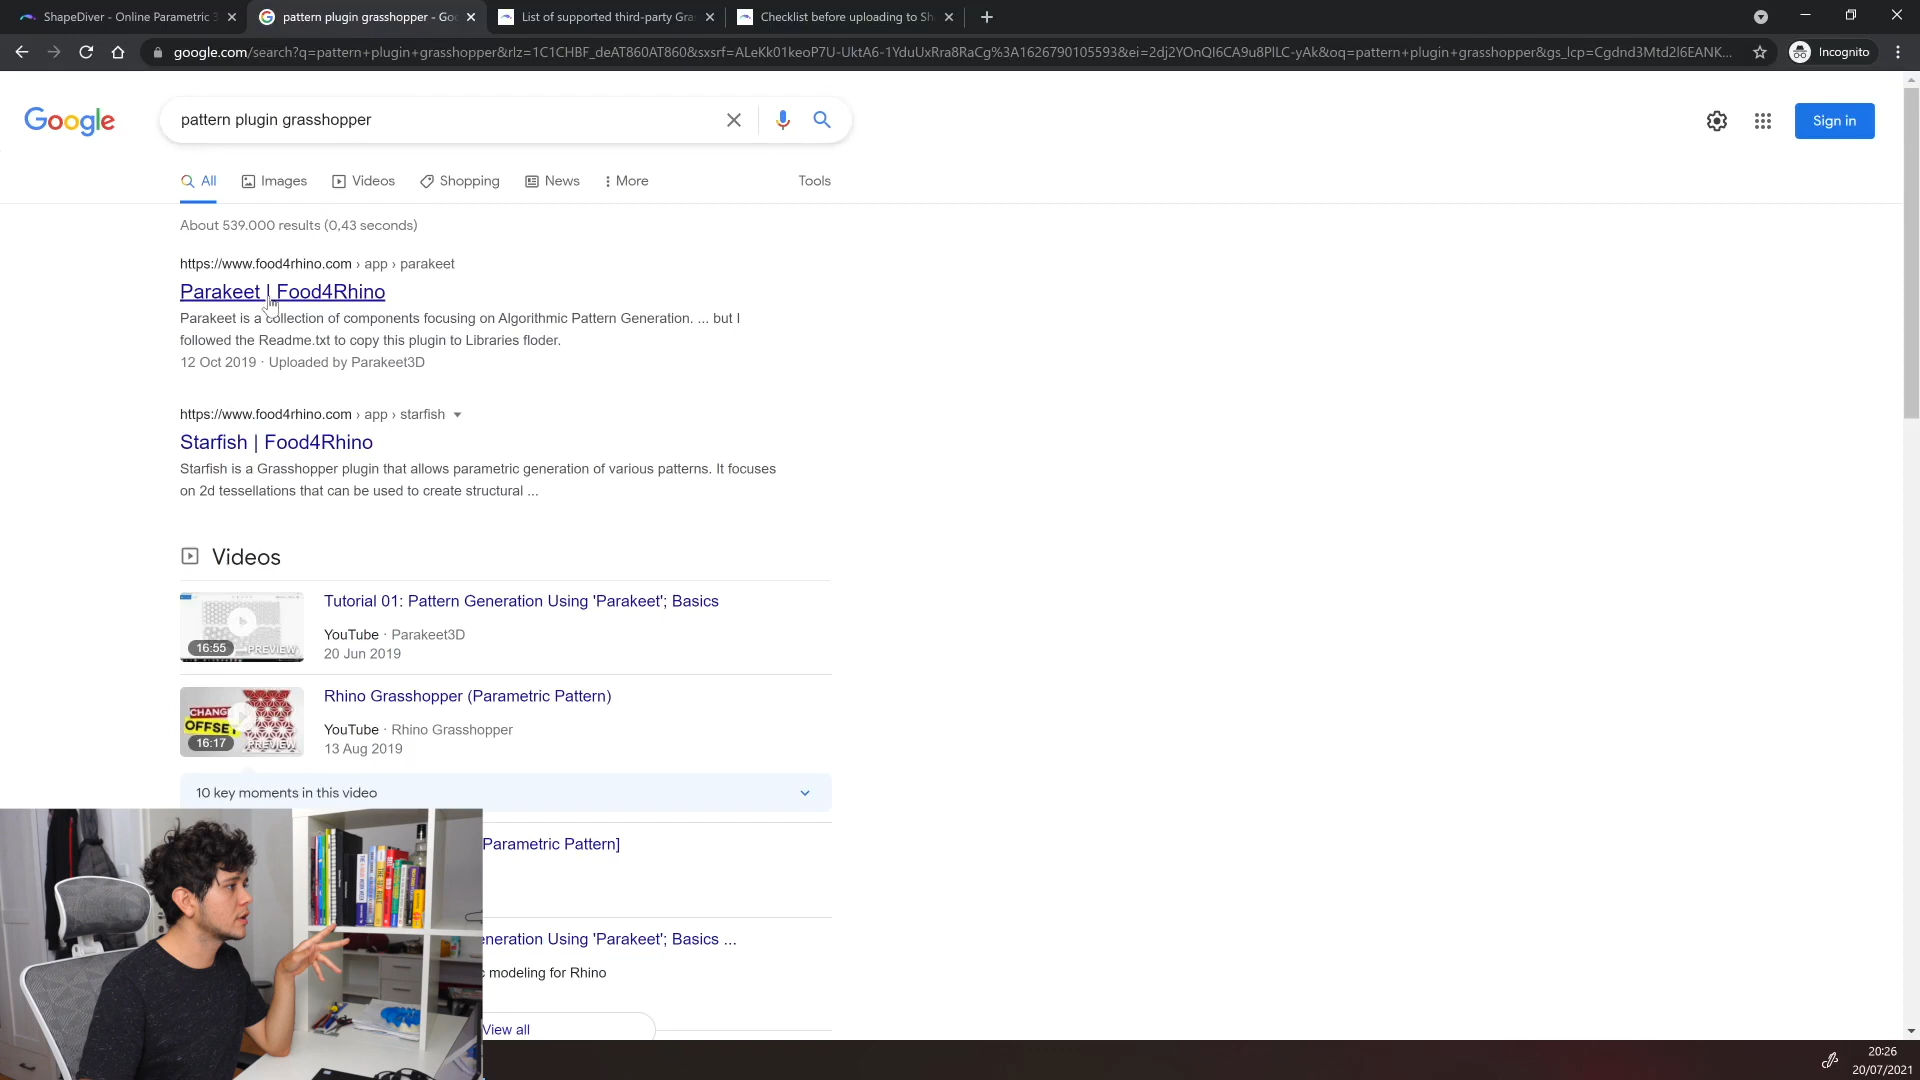 ShapeDiver - Online Parametric 3
pattern plugin grasshopper - Goo
List of supported third-party Gra
Checklist before uploading to Sh
google.com/search?q=pattern+plugin+grasshopper&rlz=1C1CHBF_deAT860AT860&sxsrf=ALeKk01keoP7U-UktA6-1YduUxRra8RaCg%3A1626790105593&ei=2dj2YOnQI6CA9u8PlLC-yAk&oq=pattern+plugin+grasshopper&gs_lcp=Cgdnd3Mtd2l6EANK...
Incognito
Google
pattern plugin grasshopper
Sign in
All
Images
Videos
Shopping
News
More
Tools
About 539.000 results (0,43 seconds)
https://www.food4rhino.com › app › parakeet
Parakeet | Food4Rhino
Parakeet is a collection of components focusing on Algorithmic Pattern Generation. ... but I
followed the Readme.txt to copy this plugin to Libraries floder.
12 Oct 2019 · Uploaded by Parakeet3D
https://www.food4rhino.com › app › starfish
Starfish | Food4Rhino
Starfish is a Grasshopper plugin that allows parametric generation of various patterns. It focuses
on 2d tessellations that can be used to create structural ...
Videos
Tutorial 01: Pattern Generation Using 'Parakeet'; Basics
16:55
PREVIEW
YouTube · Parakeet3D
20 Jun 2019
Rhino Grasshopper (Parametric Pattern)
CHANGE
OFFSET
16:17
PREVIEW
YouTube · Rhino Grasshopper
13 Aug 2019
10 key moments in this video
Parametric Pattern]
eneration Using 'Parakeet'; Basics ...
modeling for Rhino
View all
20:26
20/07/2021